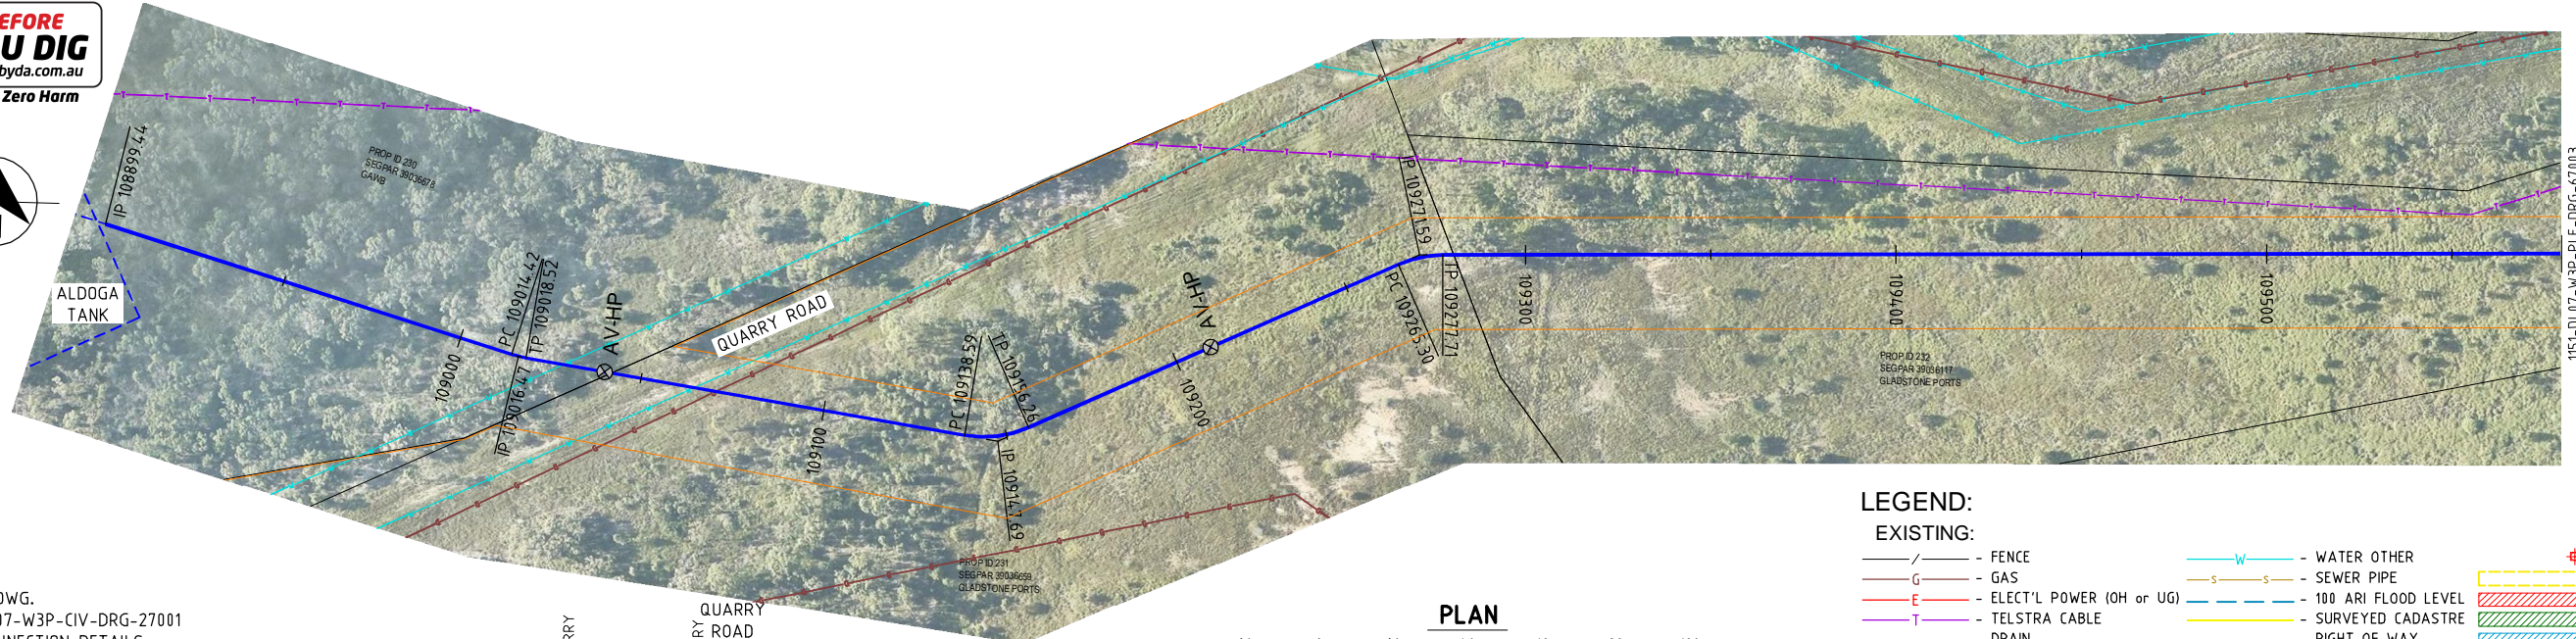 EFORE
U DIG
byda.com.au
Zero Harm
IP 108899.44
PROP ID 230
SEGPAR 39036678
GAWB
ALDOGA
TANK
109000
PC 109014.42
TP 109018.52
IP 109016.47
AV-HP
QUARRY ROAD
109100
PC 109138.59
TP 109156.26
IP 109147.69
PROP ID 231
SEGPAR 39036659
GLADSTONE PORTS
AV-HP
109200
IP 109271.59
PC 109265.30
TP 109277.71
109300
109400
109500
PROP ID 232
SEGPAR 39036117
GLADSTONE PORTS
DWG.
07-W3P-CIV-DRG-27001
QUARRY
ROAD
PLAN
LEGEND:
EXISTING:
- FENCE
G - GAS
E - ELECT'L POWER (OH or UG)
T - TELSTRA CABLE
W - WATER OTHER
S S - SEWER PIPE
- 100 ARI FLOOD LEVEL
- SURVEYED CADASTRE